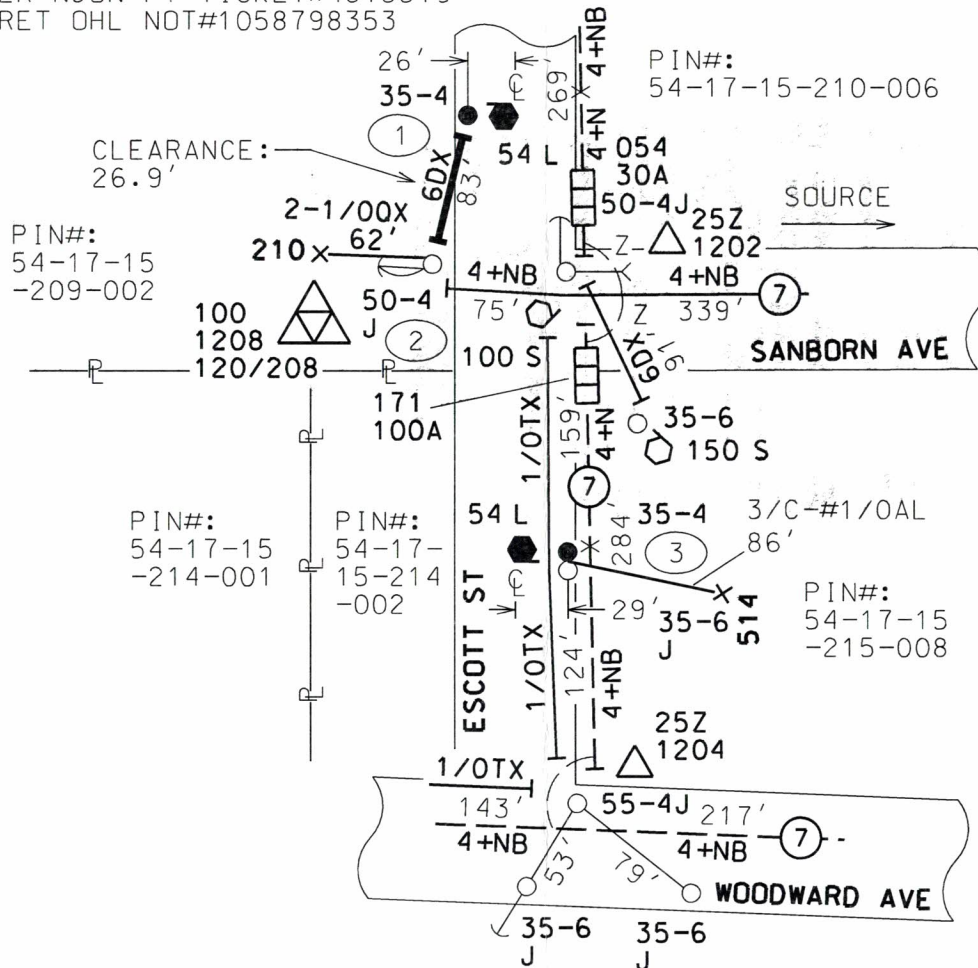 RET OHL NOT#1058798353
26'
35-4
℄
269'
4+NB
4+N
PIN#:
54-17-15-210-006
1
54 L
CLEARANCE:
26.9'
6DX
83'
054
30A
50-4J
25Z
1202
SOURCE
2-1/0QX
62'
PIN#:
54-17-15
-209-002
210
Z
4+NB
75'
4+NB
339'
7
50-4
J
2
100
1208
120/208
100 S
Z
6DX
91'
SANBORN AVE
℄
℄
171
100A
1/0TX
159'
4+N
35-6
150 S
7
54 L
35-4
3
3/C-#1/0AL
86'
284'
PIN#:
54-17-15
-214-001
PIN#:
54-17-
15-214
-002
℄
29'
35-6
J
514
PIN#:
54-17-15
-215-008
ESCOTT ST
1/0TX
124'
4+NB
25Z
1204
1/0TX
143'
4+NB
55-4J
217'
4+NB
7
53'
79'
WOODWARD AVE
35-6
J
35-6
J